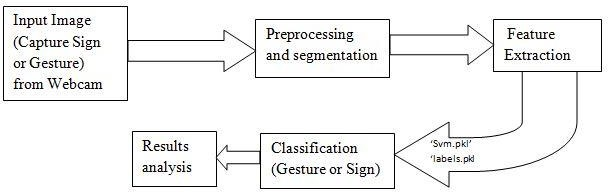 Input Image
(Capture Sign
or Gesture)
from Webcam
Preprocessing
and segmentation
Feature
Extraction
‘Svm.pkl’
‘labels.pkl
Classification
(Gesture or Sign)
Results
analysis